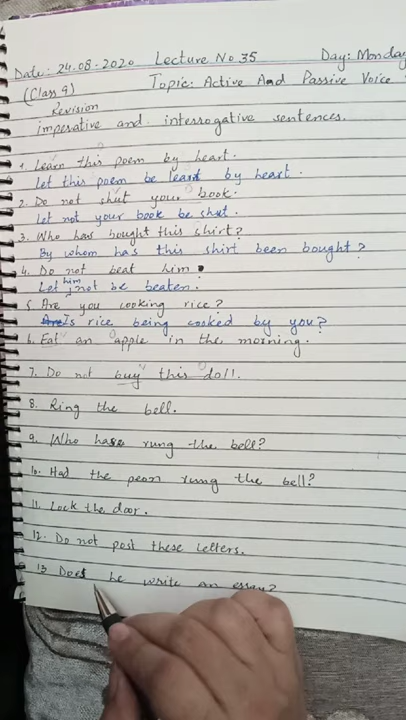 Date: 24.08.2020 Lecture No 35 Day: Monday
(Class 9) Topic: Active And Passive Voice
Revision
imperative and interrogative sentences.
1. Learn this poem by heart.
Let this poem be learnt by heart.
2. Do not shut your book.
Let not your book be shut.
3. Who has bought this shirt?
By whom has this shirt been bought?
4. Do not beat him.
Let him not be beaten.
5. Are you cooking rice?
Is rice being cooked by you?
6. Eat an apple in the morning.
7. Do not buy this doll.
8. Ring the bell.
9. Who has rung the bell?
10. Had the peon rung the bell?
11. Lock the door.
12. Do not post these letters.
13 Does he write an essay?